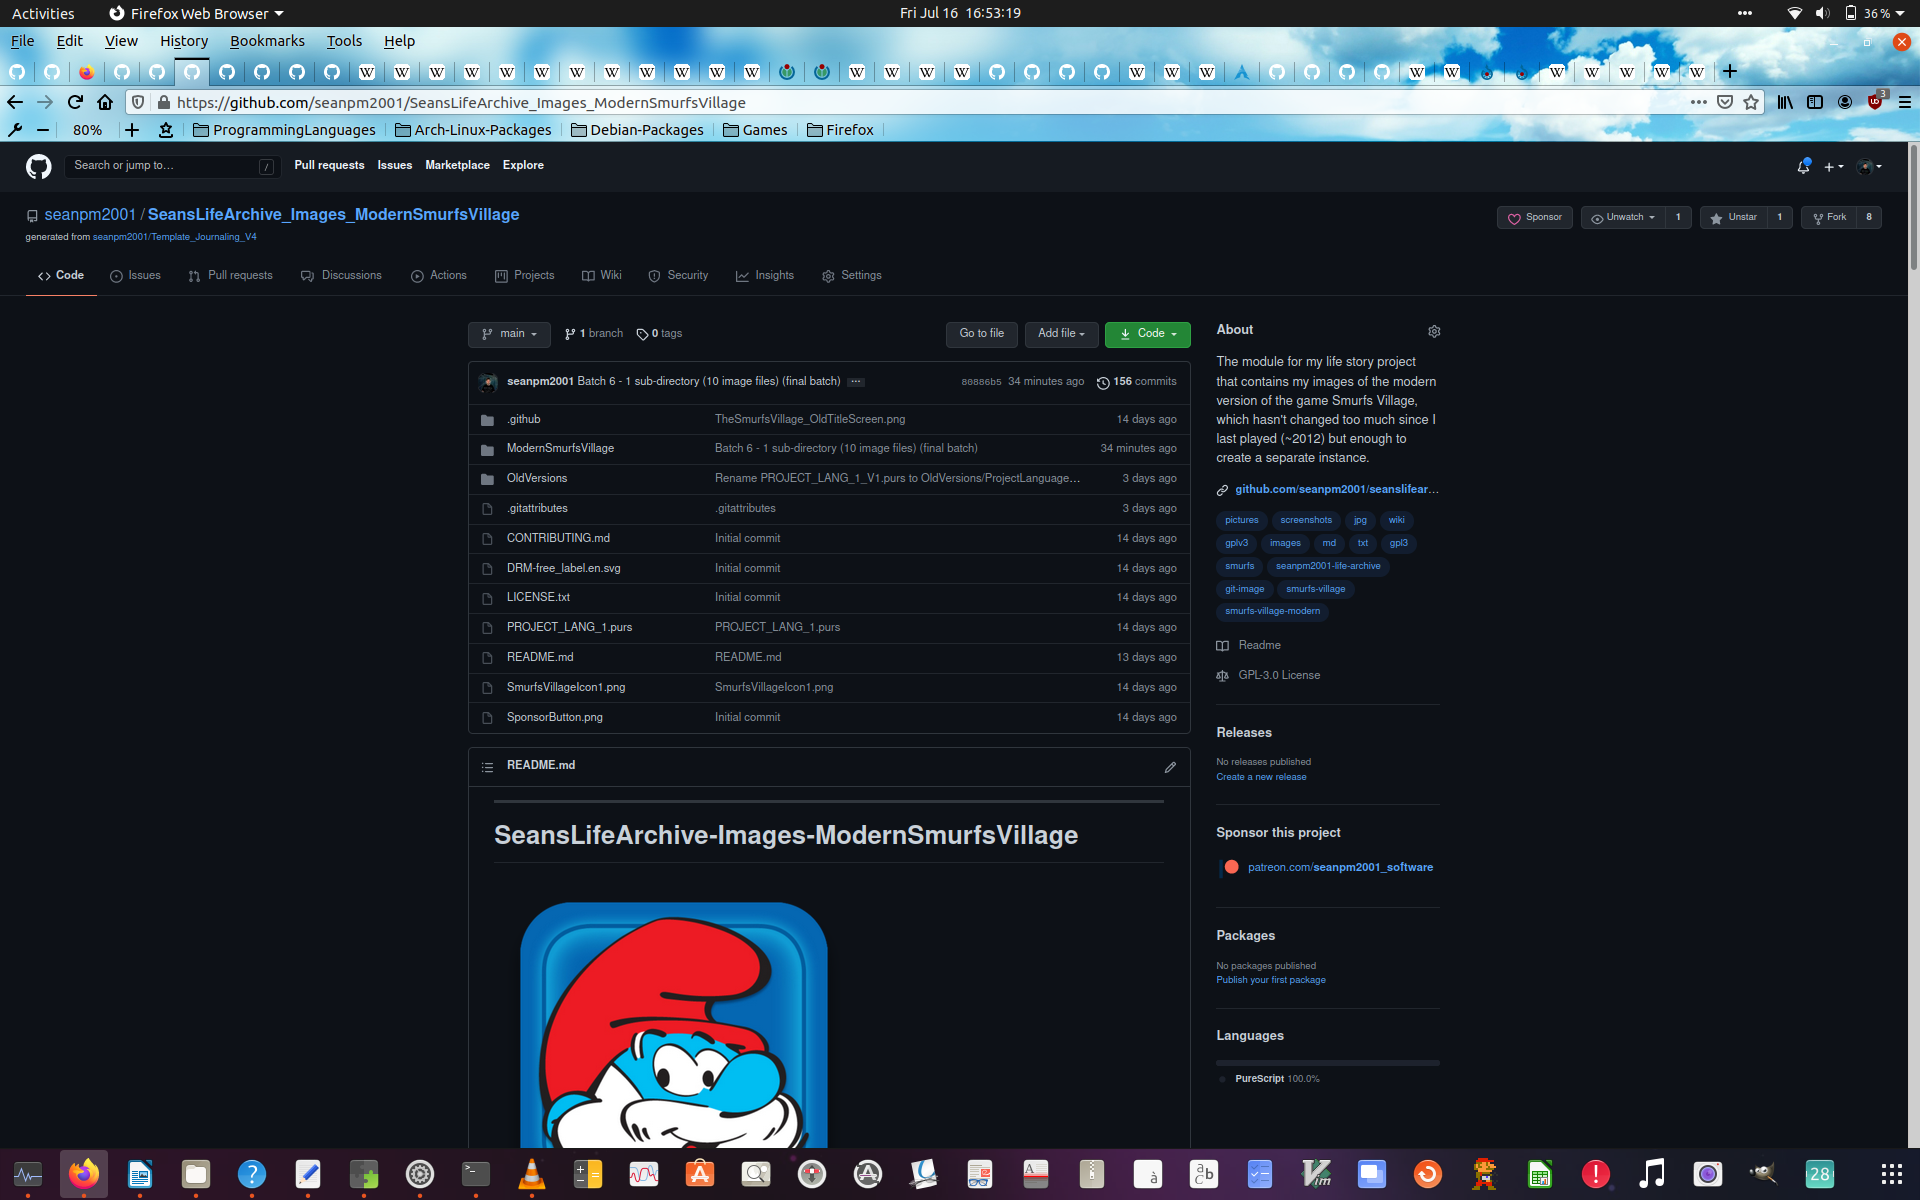 Activities Firefox Web Browser Fri Jul 16 16:53:19 36 %
File Edit View History Bookmarks Tools Help
https://github.com/seanpm2001/SeansLifeArchive_Images_ModernSmurfsVillage
80% ProgrammingLanguages Arch-Linux-Packages Debian-Packages Games Firefox
Search or jump to… / Pull requests Issues Marketplace Explore
seanpm2001 / SeansLifeArchive_Images_ModernSmurfsVillage
generated from seanpm2001/Template_Journaling_V4
Sponsor Unwatch 1 Unstar 1 Fork 8
Code Issues Pull requests Discussions Actions Projects Wiki Security Insights Settings
main 1 branch 0 tags Go to file Add file Code
seanpm2001 Batch 6 - 1 sub-directory (10 image files) (final batch) ... 80886b5 34 minutes ago 156 commits
.github TheSmurfsVillage_OldTitleScreen.png 14 days ago
ModernSmurfsVillage Batch 6 - 1 sub-directory (10 image files) (final batch) 34 minutes ago
OldVersions Rename PROJECT_LANG_1_V1.purs to OldVersions/ProjectLanguage… 3 days ago
.gitattributes .gitattributes 3 days ago
CONTRIBUTING.md Initial commit 14 days ago
DRM-free_label.en.svg Initial commit 14 days ago
LICENSE.txt Initial commit 14 days ago
PROJECT_LANG_1.purs PROJECT_LANG_1.purs 14 days ago
README.md README.md 13 days ago
SmurfsVillageIcon1.png SmurfsVillageIcon1.png 14 days ago
SponsorButton.png Initial commit 14 days ago
README.md
SeansLifeArchive-Images-ModernSmurfsVillage
About
The module for my life story project
that contains my images of the modern
version of the game Smurfs Village,
which hasn't changed too much since I
last played (~2012) but enough to
create a separate instance.
github.com/seanpm2001/seanslifear…
pictures screenshots jpg wiki
gplv3 images md txt gpl3
smurfs seanpm2001-life-archive
git-image smurfs-village
smurfs-village-modern
Readme
GPL-3.0 License
Releases
No releases published
Create a new release
Sponsor this project
patreon.com/seanpm2001_software
Packages
No packages published
Publish your first package
Languages
PureScript 100.0%
28